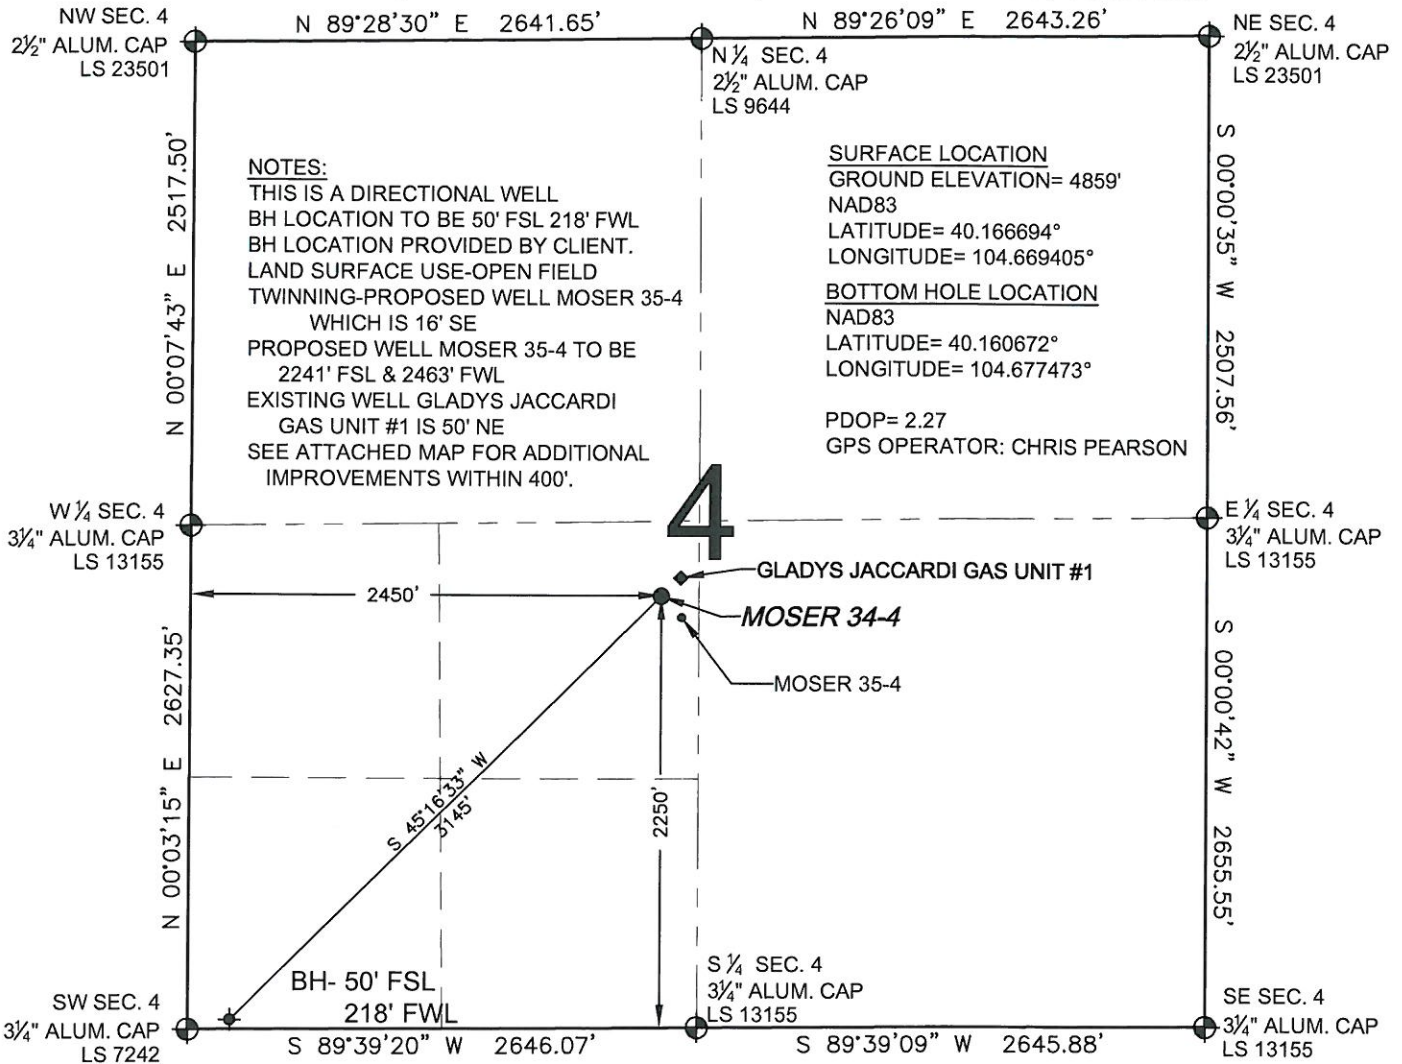 NW SEC. 4
2½" ALUM. CAP
LS 23501
N 89°28'30" E 2641.65'
N 89°26'09" E 2643.26'
NE SEC. 4
2½" ALUM. CAP
LS 23501
N ¼ SEC. 4
2½" ALUM. CAP
LS 9644
N 00°07'43" E 2517.50'
NOTES:
THIS IS A DIRECTIONAL WELL
BH LOCATION TO BE 50' FSL 218' FWL
BH LOCATION PROVIDED BY CLIENT.
LAND SURFACE USE-OPEN FIELD
TWINNING-PROPOSED WELL MOSER 35-4
WHICH IS 16' SE
PROPOSED WELL MOSER 35-4 TO BE
2241' FSL & 2463' FWL
EXISTING WELL GLADYS JACCARDI
GAS UNIT #1 IS 50' NE
SEE ATTACHED MAP FOR ADDITIONAL
IMPROVEMENTS WITHIN 400'.
SURFACE LOCATION
GROUND ELEVATION= 4859'
NAD83
LATITUDE= 40.166694°
LONGITUDE= 104.669405°
BOTTOM HOLE LOCATION
NAD83
LATITUDE= 40.160672°
LONGITUDE= 104.677473°
PDOP= 2.27
GPS OPERATOR: CHRIS PEARSON
S 00°00'35" W 2507.56'
4
W ¼ SEC. 4
3¼" ALUM. CAP
LS 13155
E ¼ SEC. 4
3¼" ALUM. CAP
LS 13155
GLADYS JACCARDI GAS UNIT #1
2450'
MOSER 34-4
MOSER 35-4
N 00°03'15" E 2627.35'
S 45°16'33" W
3145'
2250'
S 00°00'42" W 2655.55'
BH- 50' FSL
218' FWL
S ¼ SEC. 4
3¼" ALUM. CAP
LS 13155
SW SEC. 4
3¼" ALUM. CAP
LS 7242
S 89°39'20" W 2646.07'
S 89°39'09" W 2645.88'
SE SEC. 4
3¼" ALUM. CAP
LS 13155